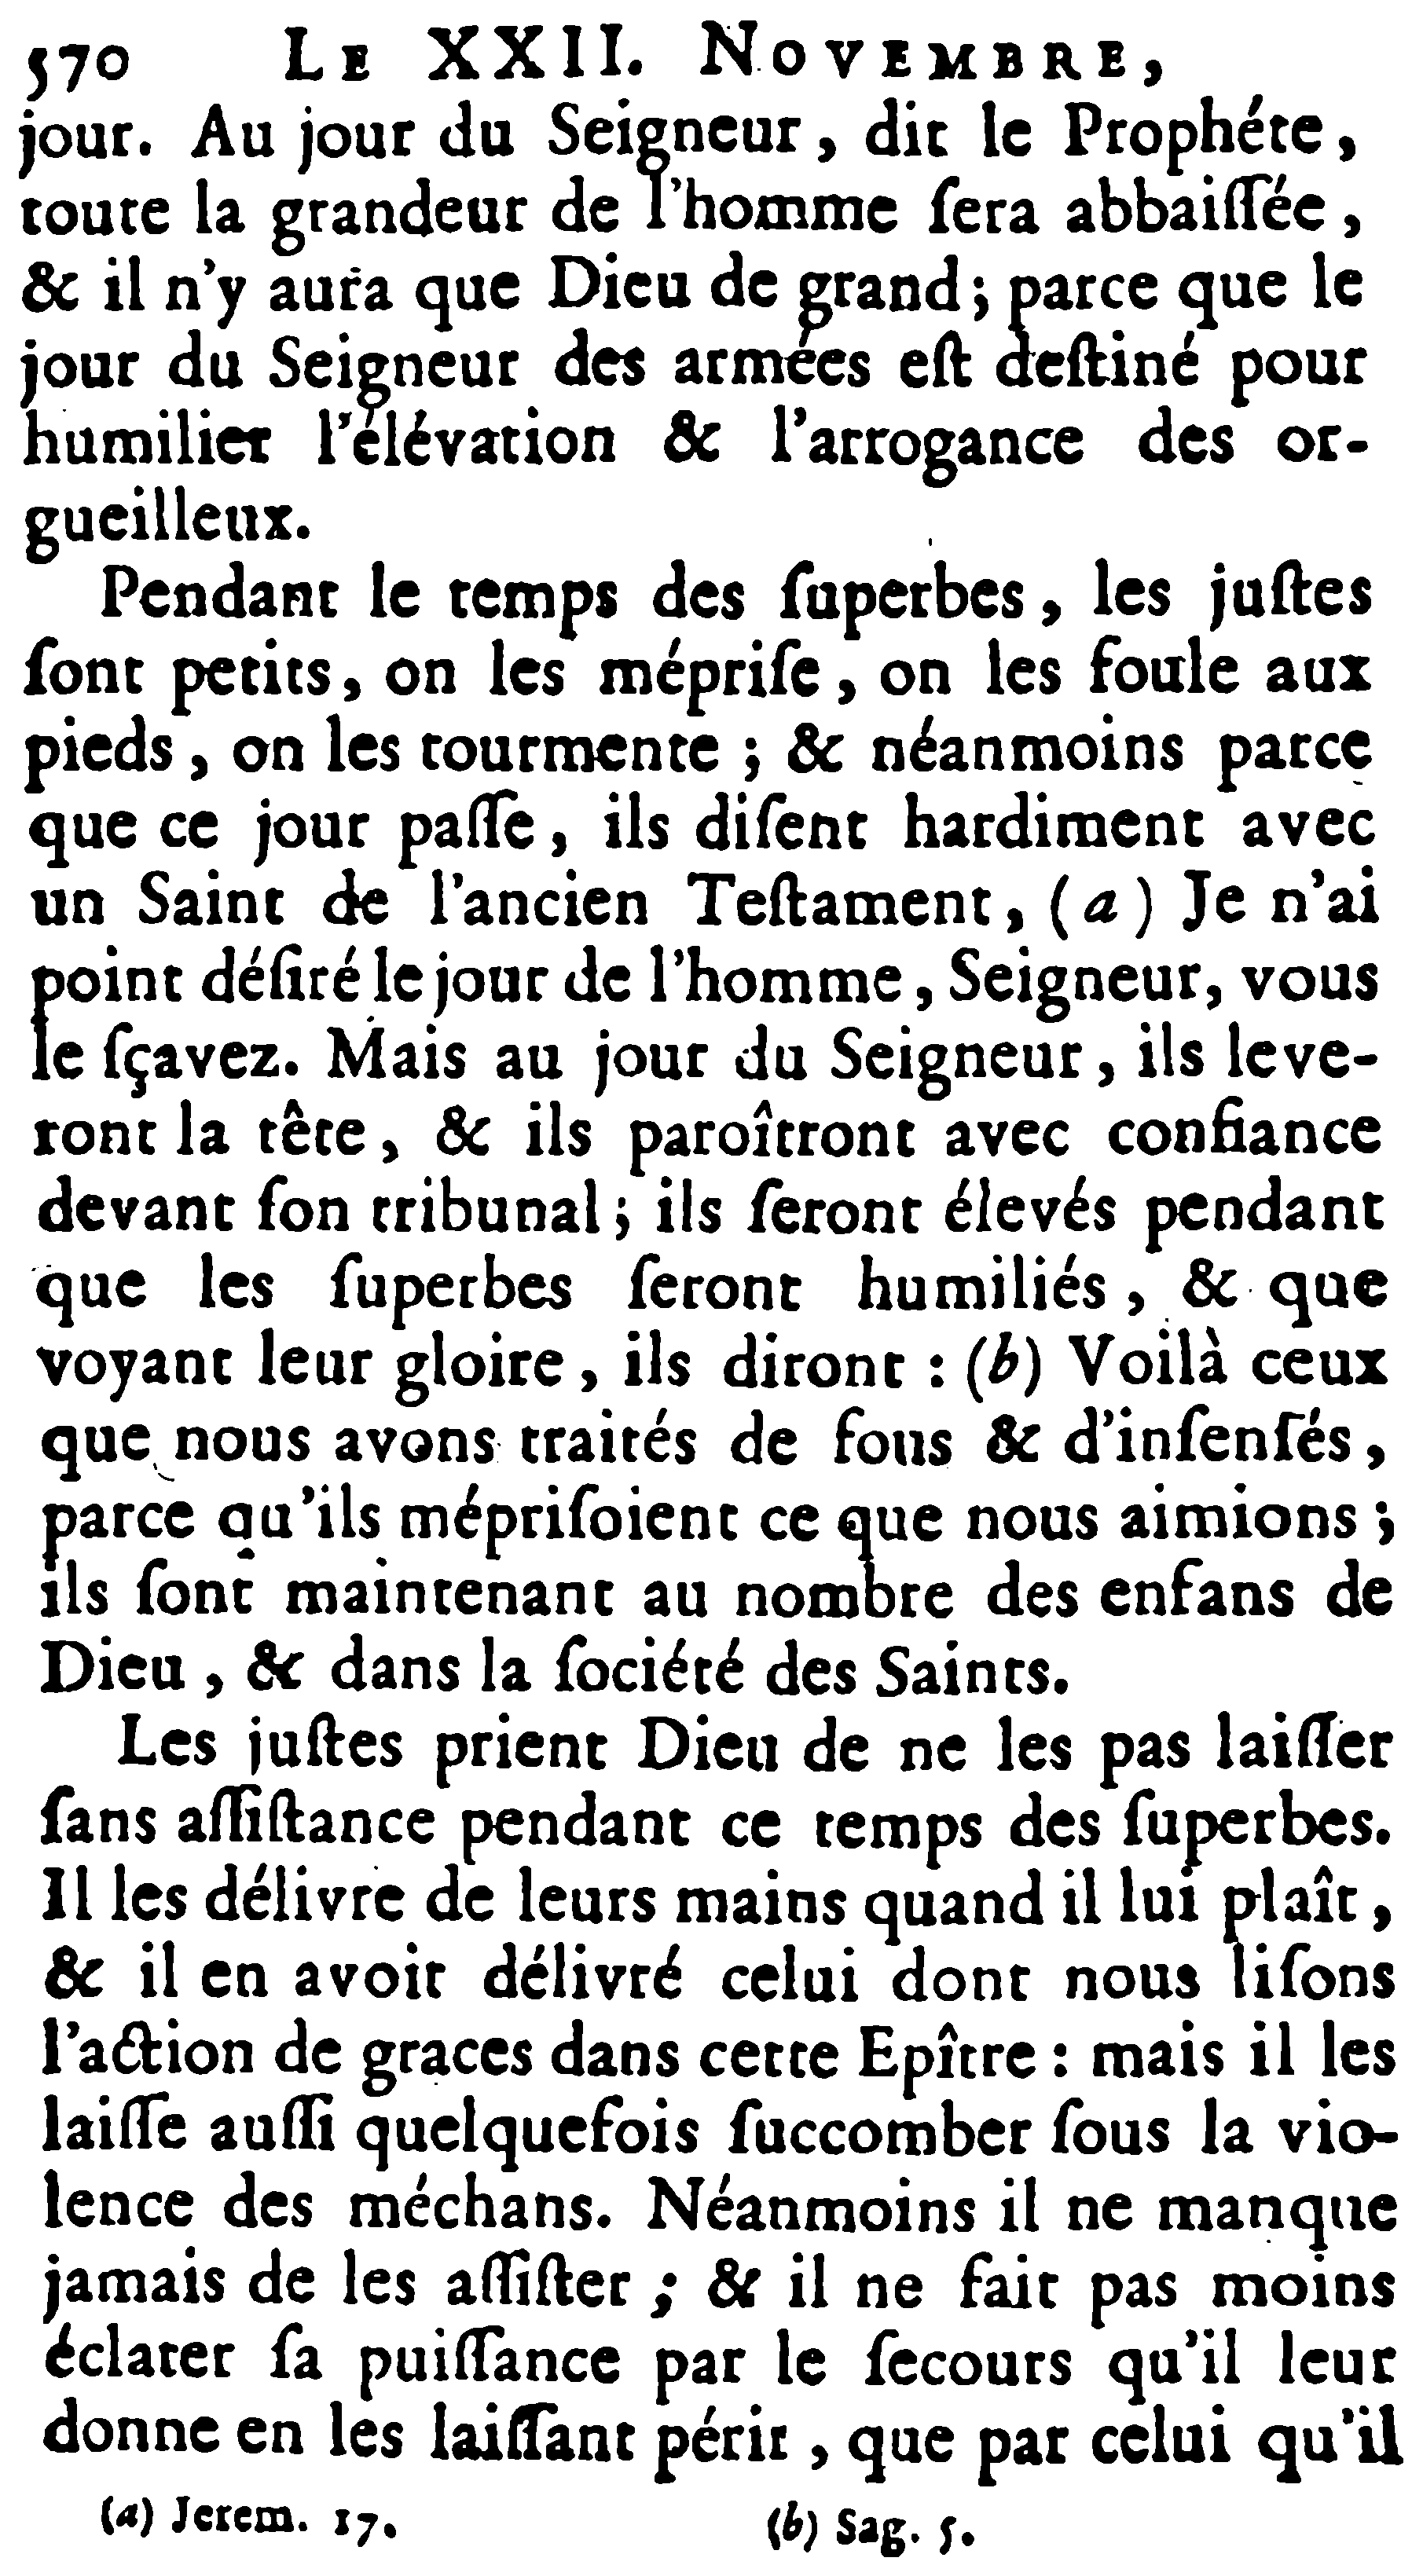 570 LE XXII. NOVEMBRE,
jour. Au jour du Seigneur, dit le Prophéte,
toute la grandeur de l'homme ſera abbaiſſée,
& il n'y aura que Dieu de grand; parce que le
jour du Seigneur des armées eſt deſtiné pour
humilier l'élévation & l'arrogance des or-
gueilleux.
Pendant le temps des ſuperbes, les juſtes
ſont petits, on les mépriſe, on les foule aux
pieds, on les tourmente; & néanmoins parce
que ce jour paſſe, ils diſent hardiment avec
un Saint de l'ancien Teſtament, (a) Je n'ai
point déſiré le jour de l'homme, Seigneur, vous
le ſçavez. Mais au jour du Seigneur, ils leve-
ront la tête, & ils paroîtront avec confiance
devant ſon tribunal; ils ſeront élevés pendant
que les ſuperbes ſeront humiliés, & que
voyant leur gloire, ils diront: (b) Voilà ceux
que nous avons traités de fous & d'inſenſés,
parce qu'ils mépriſoient ce que nous aimions;
ils ſont maintenant au nombre des enfans de
Dieu, & dans la ſociété des Saints.
Les juſtes prient Dieu de ne les pas laiſſer
ſans aſſiſtance pendant ce temps des ſuperbes.
Il les délivre de leurs mains quand il lui plaît,
& il en avoit délivré celui dont nous liſons
l'action de graces dans cette Epître: mais il les
laiſſe auſſi quelquefois ſuccomber ſous la vio-
lence des méchans. Néanmoins il ne manque
jamais de les aſſiſter; & il ne fait pas moins
éclater ſa puiſſance par le ſecours qu'il leur
donne en les laiſſant périr, que par celui qu'il
(a) Jerem. 17. (b) Sag. 5.